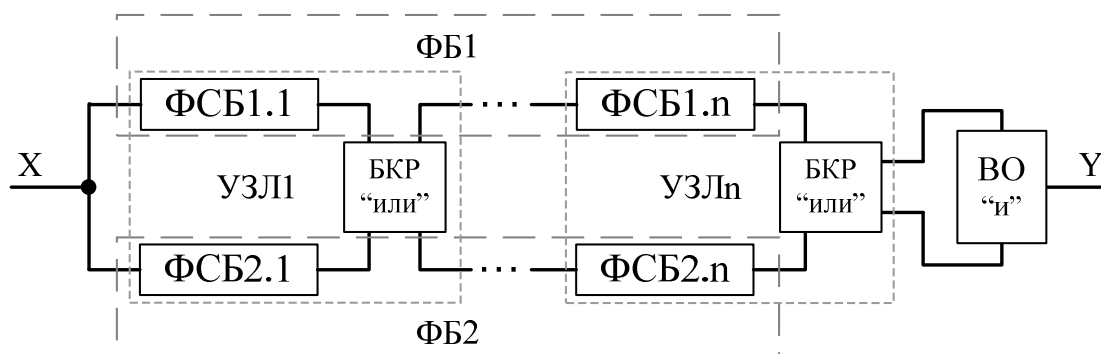 ФБ1
ФСБ1.1
...
ФСБ1.n
X
УЗЛ1
БКР
“или”
УЗЛn
БКР
“или”
ВО
“и”
Y
ФСБ2.1
...
ФСБ2.n
ФБ2